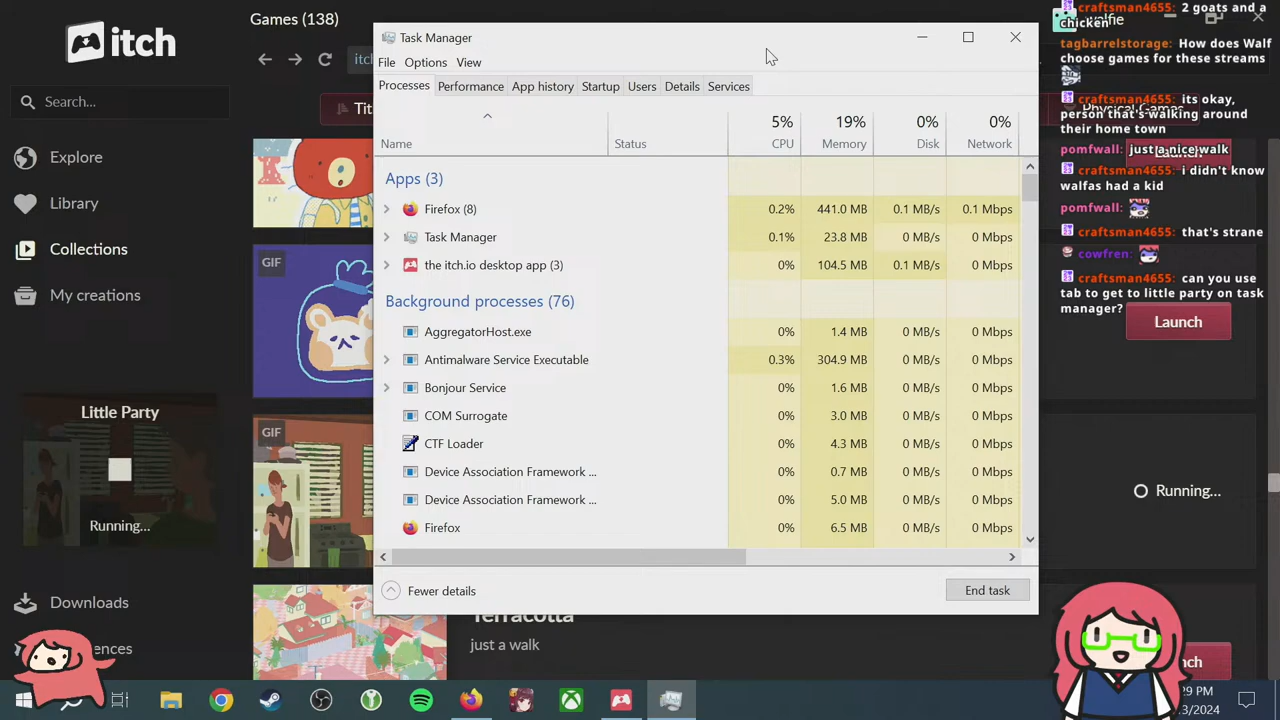 itch
Games (138)
Search...
Explore
Library
Collections
My creations
Little Party
Running...
Downloads
GIF
GIF
Task Manager
File Options View
Processes Performance App history Startup Users Details Services
5% 19% 0% 0%
Name Status CPU Memory Disk Network
Apps (3)
Firefox (8) 0.2% 441.0 MB 0.1 MB/s 0.1 Mbps
Task Manager 0.1% 23.8 MB 0 MB/s 0 Mbps
the itch.io desktop app (3) 0% 104.5 MB 0.1 MB/s 0 Mbps
Background processes (76)
AggregatorHost.exe 0% 1.4 MB 0 MB/s 0 Mbps
Antimalware Service Executable 0.3% 304.9 MB 0 MB/s 0 Mbps
Bonjour Service 0% 1.6 MB 0 MB/s 0 Mbps
COM Surrogate 0% 3.0 MB 0 MB/s 0 Mbps
CTF Loader 0% 4.3 MB 0 MB/s 0 Mbps
Device Association Framework ... 0% 0.7 MB 0 MB/s 0 Mbps
Device Association Framework ... 0% 5.0 MB 0 MB/s 0 Mbps
Firefox 0% 6.5 MB 0 MB/s 0 Mbps
Fewer details
End task
Terracotta
just a walk
craftsman4655: 2 goats and a
chicken
tagbarrelstorage: How does Walf
choose games for these streams
craftsman4655: its okay,
person that's walking around
their home town
pomfwall: just a nice walk
craftsman4655: i didn't know
walfas had a kid
pomfwall:
craftsman4655: that's strane
cowfren:
craftsman4655: can you use
tab to get to little party on task
manager?
Launch
Running...